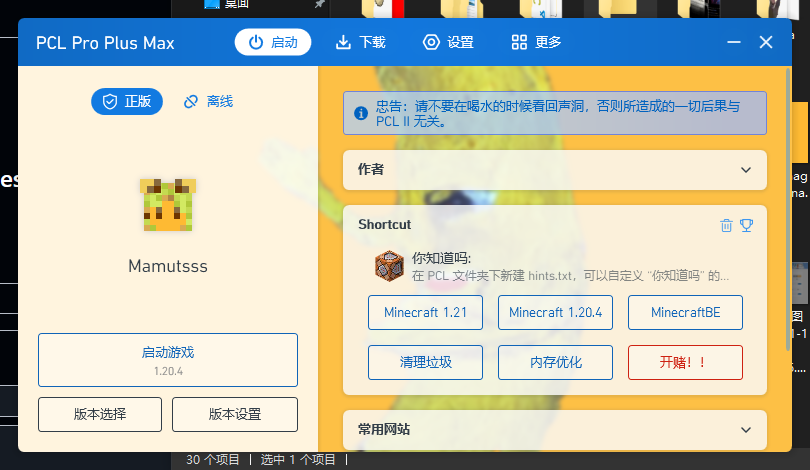 桌面
PCL Pro Plus Max
启动
下载
设置
更多
正版
离线
忠告：请不要在喝水的时候看回声洞，否则所造成的一切后果与
PCL II 无关。
作者
Shortcut
你知道吗:
在 PCL 文件夹下新建 hints.txt，可以自定义 “你知道吗” 的...
Minecraft 1.21
Minecraft 1.20.4
MinecraftBE
清理垃圾
内存优化
开赌！！
常用网站
Mamutsss
启动游戏
1.20.4
版本选择
版本设置
30 个项目
选中 1 个项目
es
ag
na.
图
1-1